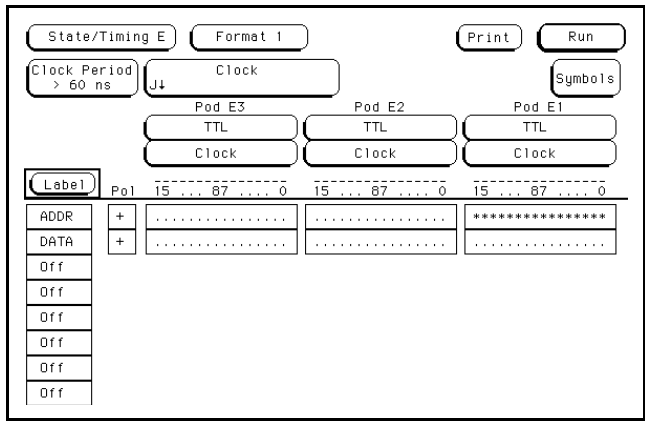 State/Timing E Format 1 Print Run
Clock Period > 60 ns Clock J↓ Symbols
Pod E3 Pod E2 Pod E1
TTL TTL TTL
Clock Clock Clock
Label Pol 15 ... 87 .... 0 15 ... 87 .... 0 15 ... 87 .... 0
ADDR + ................ ................ ****************
DATA + ................ ................ ................
Off
Off
Off
Off
Off
Off